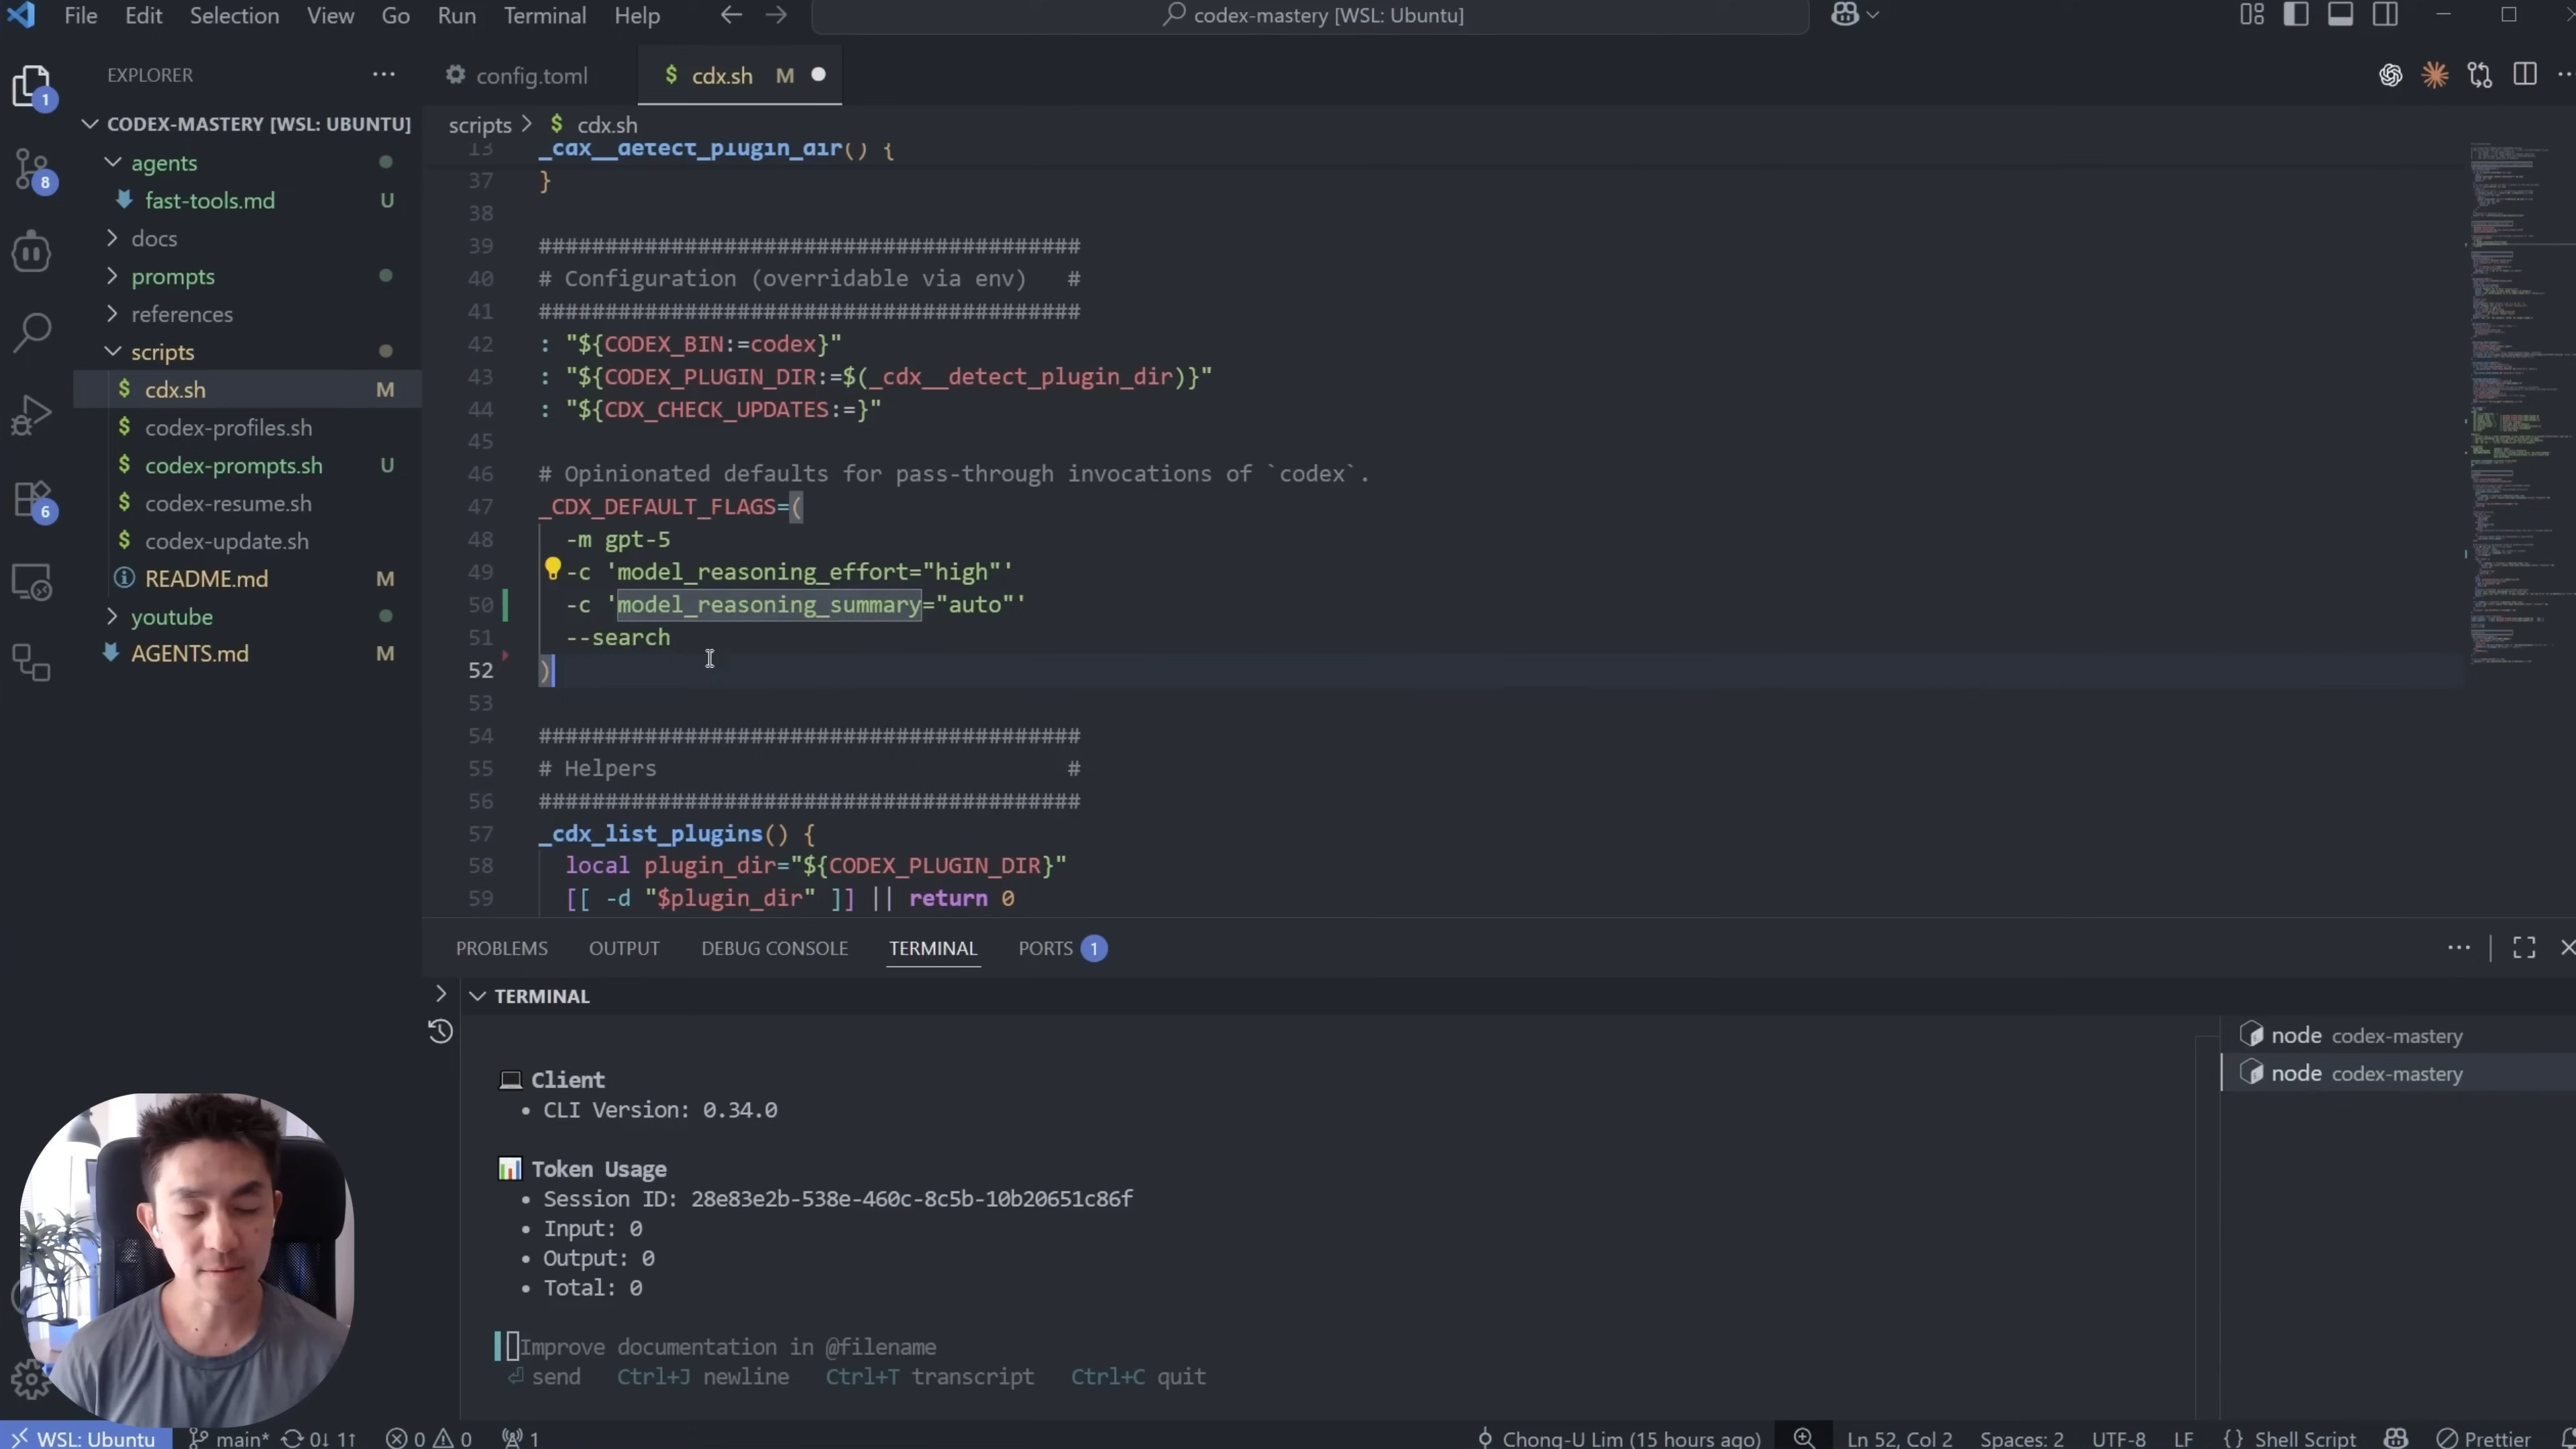 File Edit Selection View Go Run Terminal Help
codex-mastery [WSL: Ubuntu]
EXPLORER
config.toml
cdx.sh M
CODEX-MASTERY [WSL: UBUNTU]
agents
fast-tools.md U
docs
prompts
references
scripts
cdx.sh M
codex-profiles.sh
codex-prompts.sh U
codex-resume.sh
codex-update.sh
README.md M
youtube
AGENTS.md M
1
8
6
scripts > $ cdx.sh
13 _cdx__detect_plugin_dir() {
37 }
38
39 #########################################
40 # Configuration (overridable via env)   #
41 #########################################
42 : "${CODEX_BIN:=codex}"
43 : "${CODEX_PLUGIN_DIR:=$(_cdx__detect_plugin_dir)}"
44 : "${CDX_CHECK_UPDATES:=}"
45
46 # Opinionated defaults for pass-through invocations of `codex`.
47 _CDX_DEFAULT_FLAGS=(
48 -m gpt-5
49 -c 'model_reasoning_effort="high"'
50 -c 'model_reasoning_summary="auto"'
51 --search
52 )
53
54 #########################################
55 # Helpers                               #
56 #########################################
57 _cdx_list_plugins() {
58 local plugin_dir="${CODEX_PLUGIN_DIR}"
59 [[ -d "$plugin_dir" ]] || return 0
PROBLEMS OUTPUT DEBUG CONSOLE TERMINAL PORTS 1
TERMINAL
node codex-mastery
node codex-mastery
Client
• CLI Version: 0.34.0
Token Usage
• Session ID: 28e83e2b-538e-460c-8c5b-10b20651c86f
• Input: 0
• Output: 0
• Total: 0
Improve documentation in @filename
⏎ send Ctrl+J newline Ctrl+T transcript Ctrl+C quit
WSL: Ubuntu main* 0↓ 1↑ 0 0 1 Chong-U Lim (15 hours ago) Ln 52, Col 2 Spaces: 2 UTF-8 LF {} Shell Script Prettier